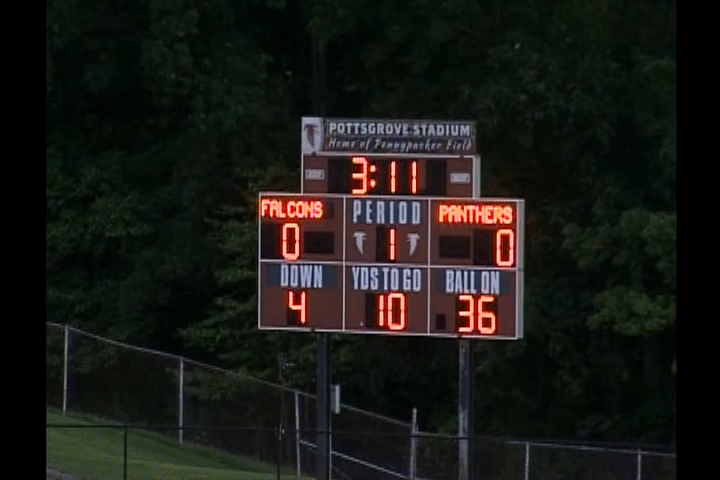 POTTSGROVE STADIUM
Home of Pennypacker Field
3:11
FALCONS PERIOD PANTHERS
0 1 0
DOWN YDS TO GO BALL ON
4 10 36